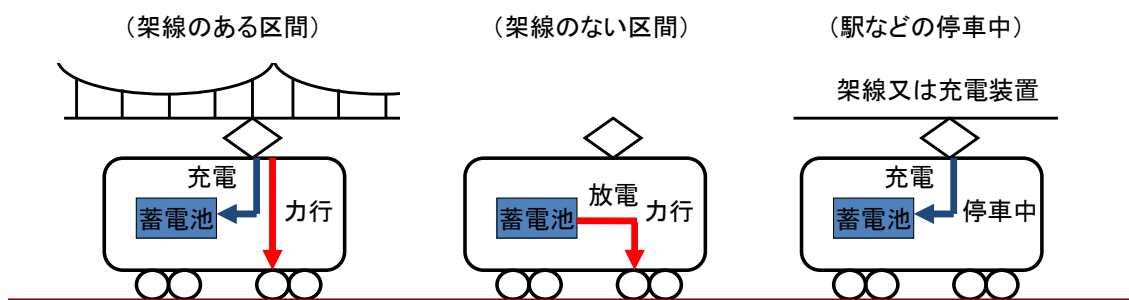 （架線のある区間）
充電
蓄電池
力行
（架線のない区間）
放電
蓄電池
力行
（駅などの停車中）
架線又は充電装置
充電
蓄電池
停車中